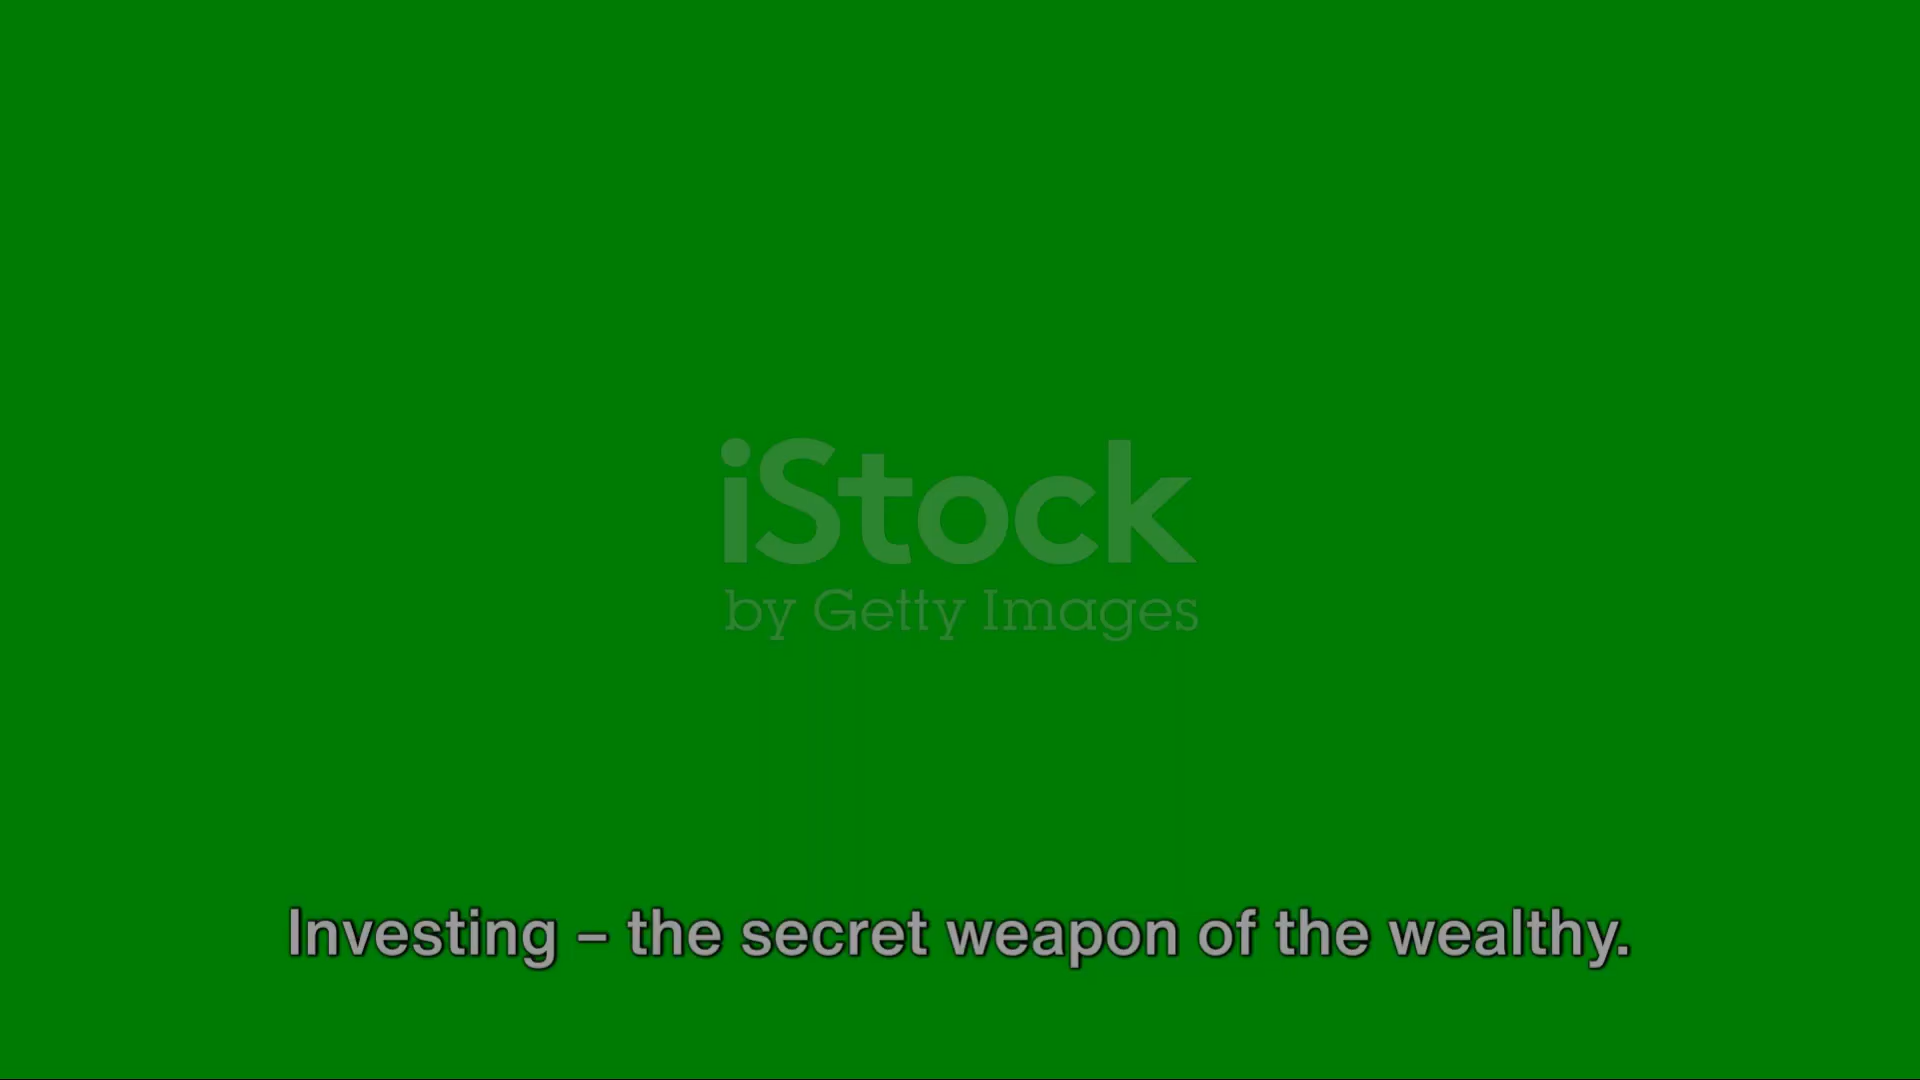 iStock
by Getty Images
Investing – the secret weapon of the wealthy.